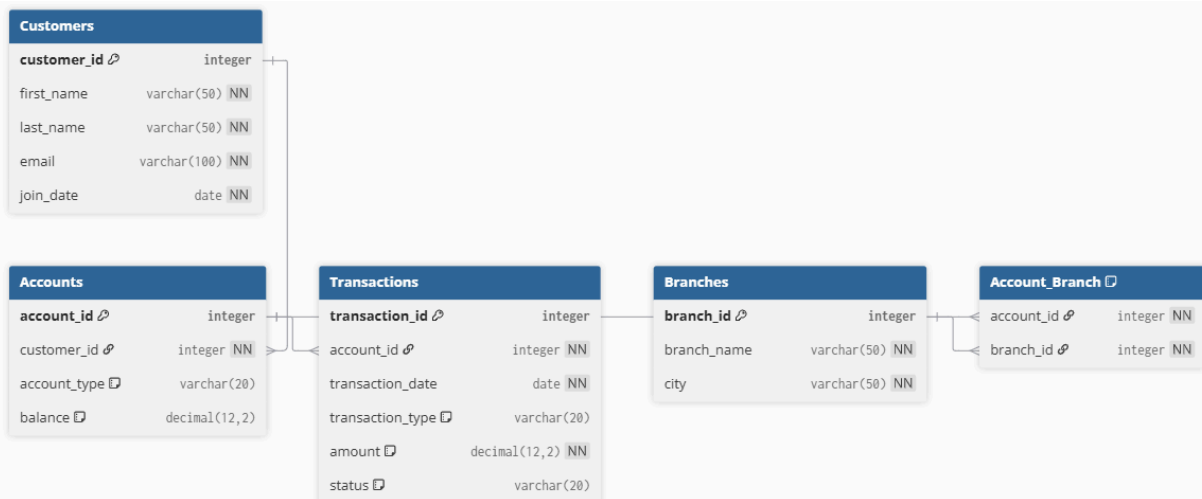 Customers
customer_id integer
first_name varchar(50) NN
last_name varchar(50) NN
email varchar(100) NN
join_date date NN
Accounts
account_id integer
customer_id integer NN
account_type varchar(20)
balance decimal(12,2)
Transactions
transaction_id integer
account_id integer NN
transaction_date date NN
transaction_type varchar(20)
amount decimal(12,2) NN
status varchar(20)
Branches
branch_id integer
branch_name varchar(50) NN
city varchar(50) NN
Account_Branch
account_id integer NN
branch_id integer NN